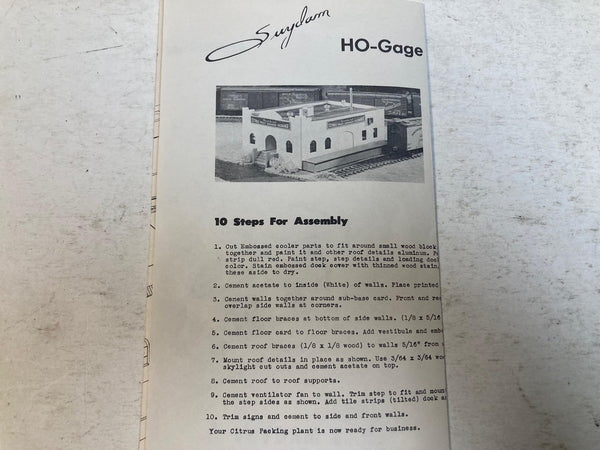 Suydam
HO-Gage
10 Steps For Assembly
1. Cut Embossed cooler parts to fit around small wood block
together and paint it and other roof details aluminum.
strip dull red. Paint step, step details and loading
color. Stain embossed dock cover with thinned wood stain,
these aside to dry.
2. Cement acetate to inside (White) of walls. Place printed
3. Cement walls together around sub-base card. Front and
overlap side walls at corners.
4. Cement floor braces at bottom of side walls. (1/8 x 5/16
5. Cement floor card to floor braces. Add vestibule and
6. Cement roof braces (1/8 x 1/8 wood) to walls 5/16" from
7. Mount roof details in place as shown. Use 3/64 x 3/64
skylight cut outs and cement acetate on top.
8. Cement roof to roof supports.
9. Cement ventilator fan to wall. Trim step to fit and
the step sides as shown. Add tile strips (tilted) dock
10. Trim signs and cement to side and front walls.
Your Citrus Packing plant is now ready for business.